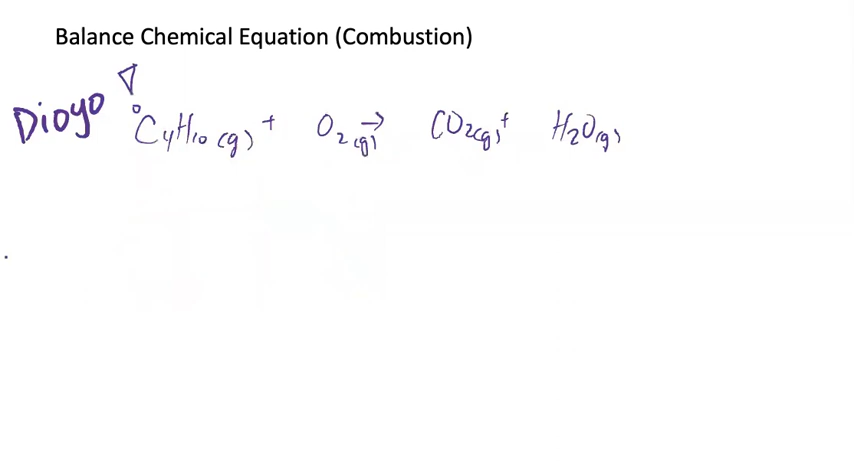 Balance Chemical Equation (Combustion)
Dioyo C4H10 (g) + O2 (g) → CO2(g) + H2O(g)